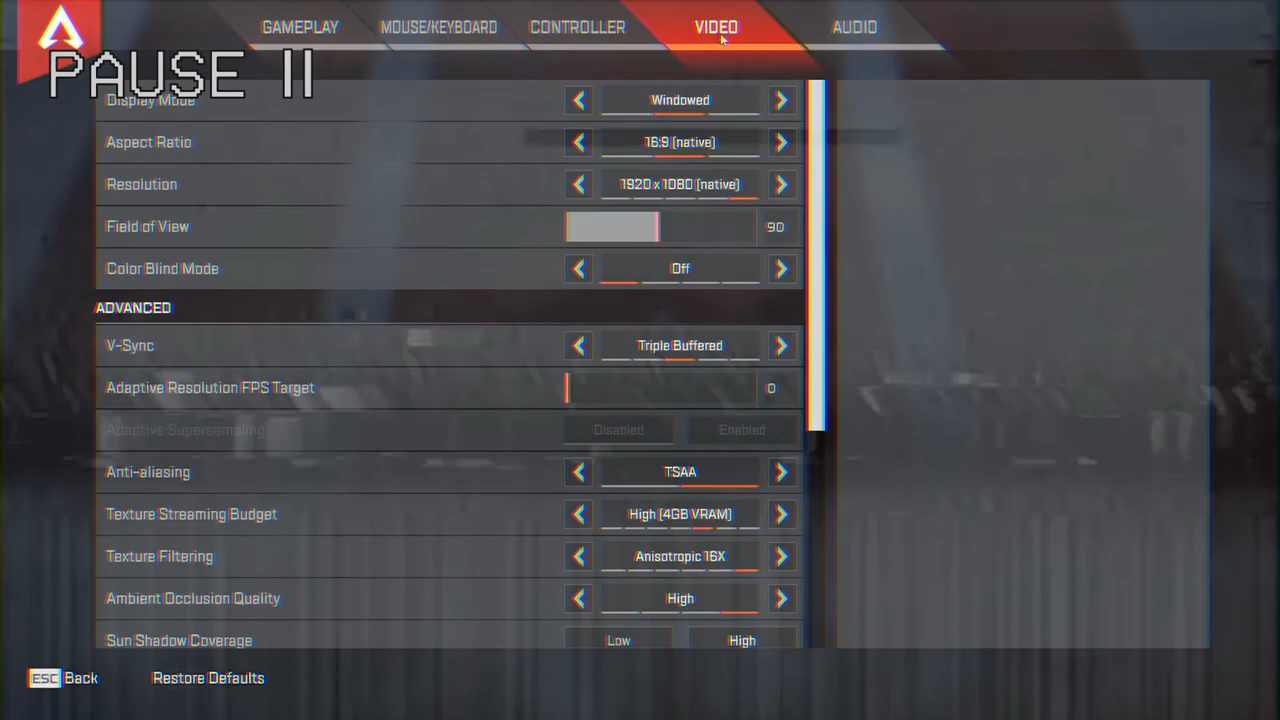 GAMEPLAY MOUSE/KEYBOARD CONTROLLER VIDEO AUDIO
PAUSE II
Display Mode Windowed
Aspect Ratio 16:9 (native)
Resolution 1920 x 1080 (native)
Field of View 90
Color Blind Mode Off
ADVANCED
V-Sync Triple Buffered
Adaptive Resolution FPS Target 0
Adaptive Supersampling Disabled Enabled
Anti-aliasing TSAA
Texture Streaming Budget High (4GB VRAM)
Texture Filtering Anisotropic 16X
Ambient Occlusion Quality High
Sun Shadow Coverage Low High
ESC Back Restore Defaults